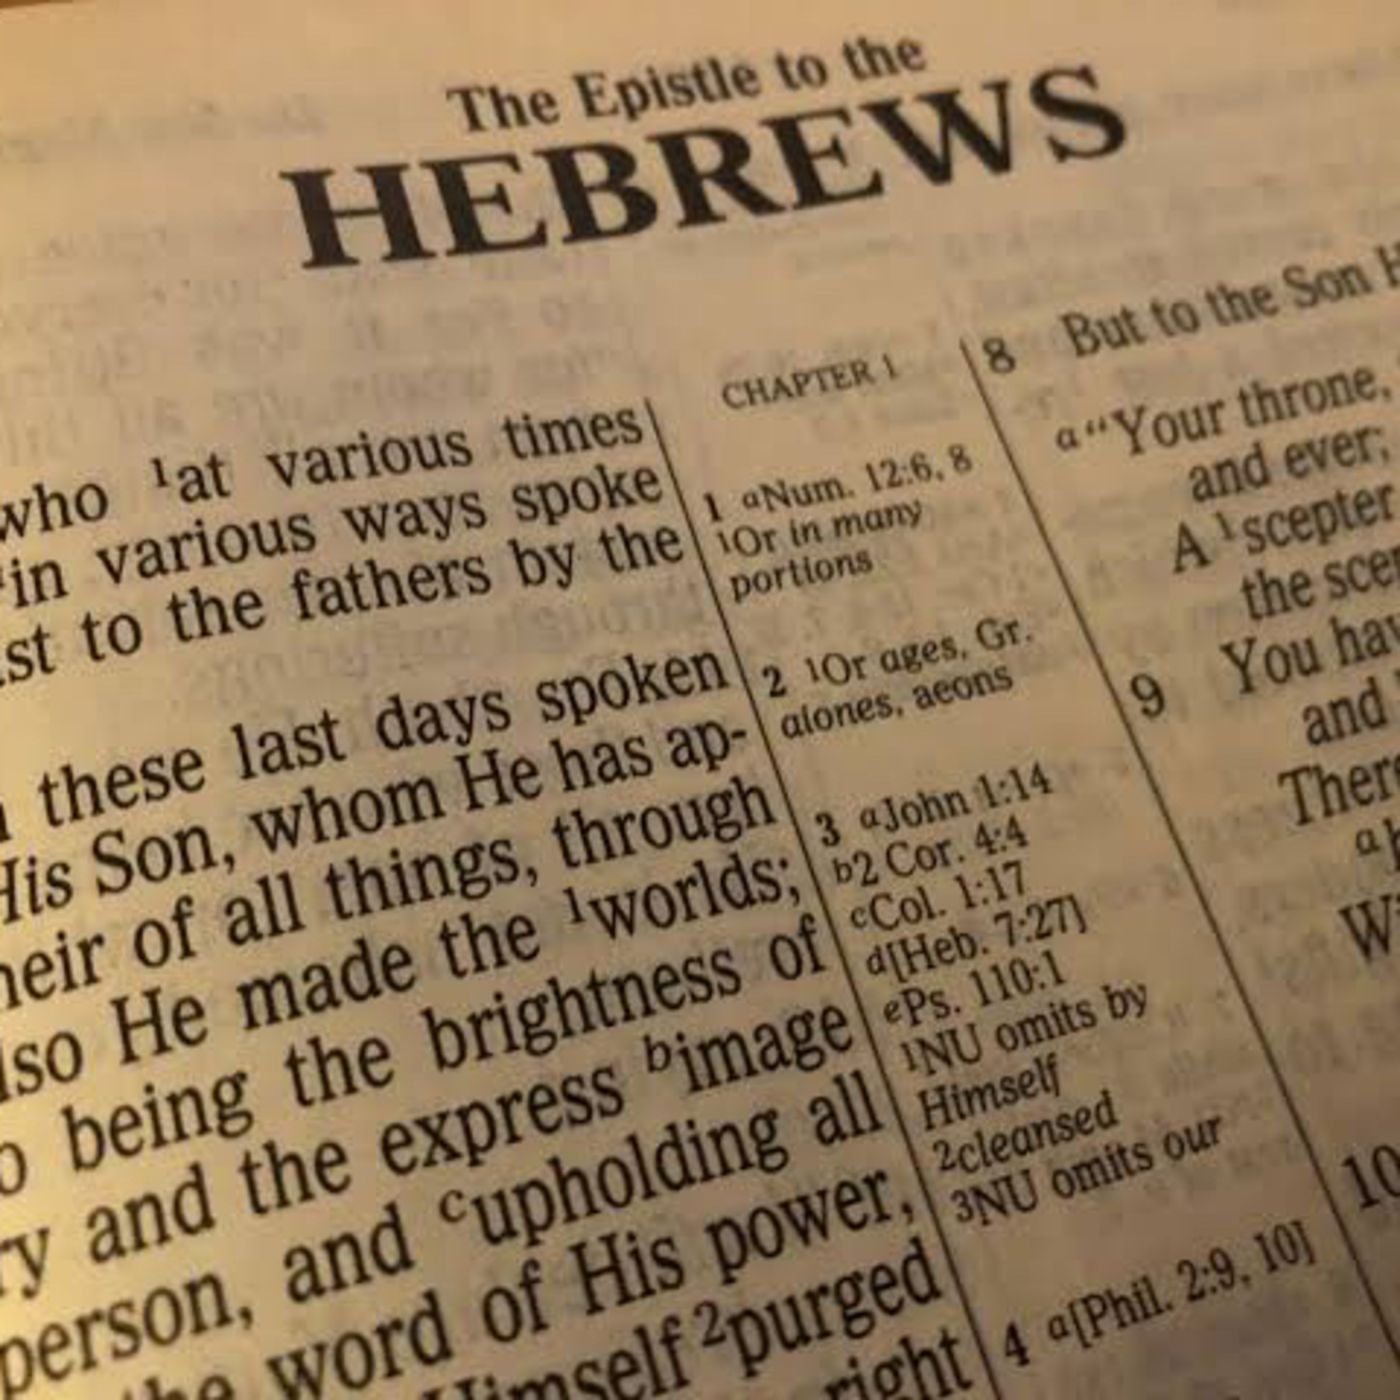 The Epistle to the
HEBREWS
who ¹at various times
in various ways spoke
to the fathers by the
these last days spoken
His Son, whom He has ap-
heir of all things, through
He made the ¹worlds;
being the brightness of
and the express ᵇimage
person, and ᶜupholding all
the word of His power,
Himself ²purged
right
CHAPTER 1
1 ᵃNum. 12:6, 8
¹Or in many
portions
2 ¹Or ages, Gr.
aiones, aeons
3 ᵃJohn 1:14
ᵇ2 Cor. 4:4
ᶜCol. 1:17
ᵈ[Heb. 7:27]
ᵉPs. 110:1
¹NU omits by
Himself
²cleansed
³NU omits our
4 ᵃ[Phil. 2:9, 10]
8 But to the Son
ᵃ“Your throne,
and ever;
A ¹scepter
the
9 You
and
10